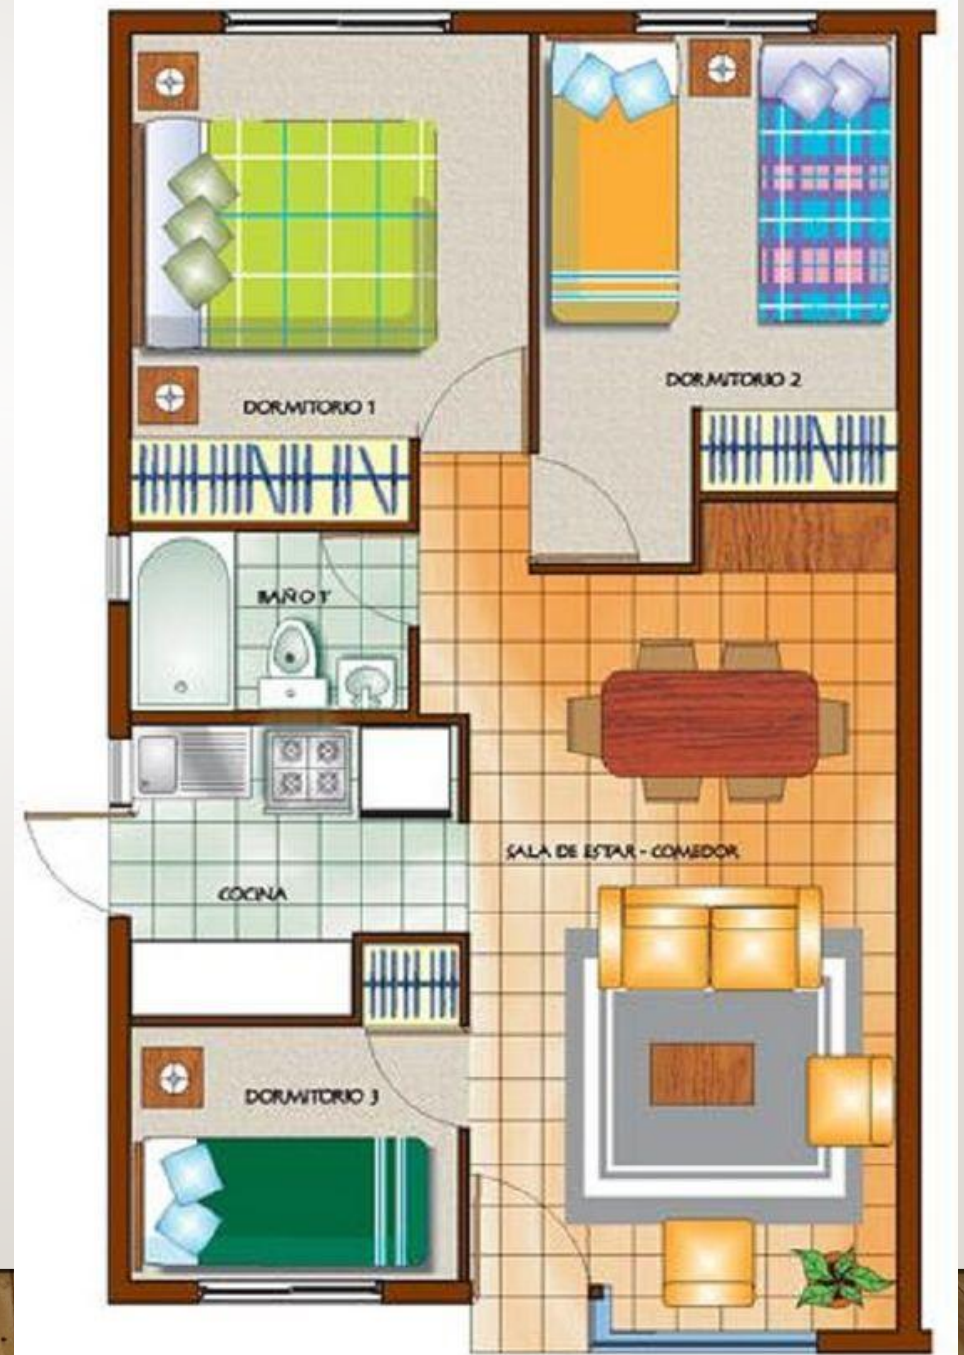 DORMITORIO 2
DORMITORIO 1
BAÑO 1
SALA DE ESTAR - COMEDOR
COCINA
DORMITORIO 3